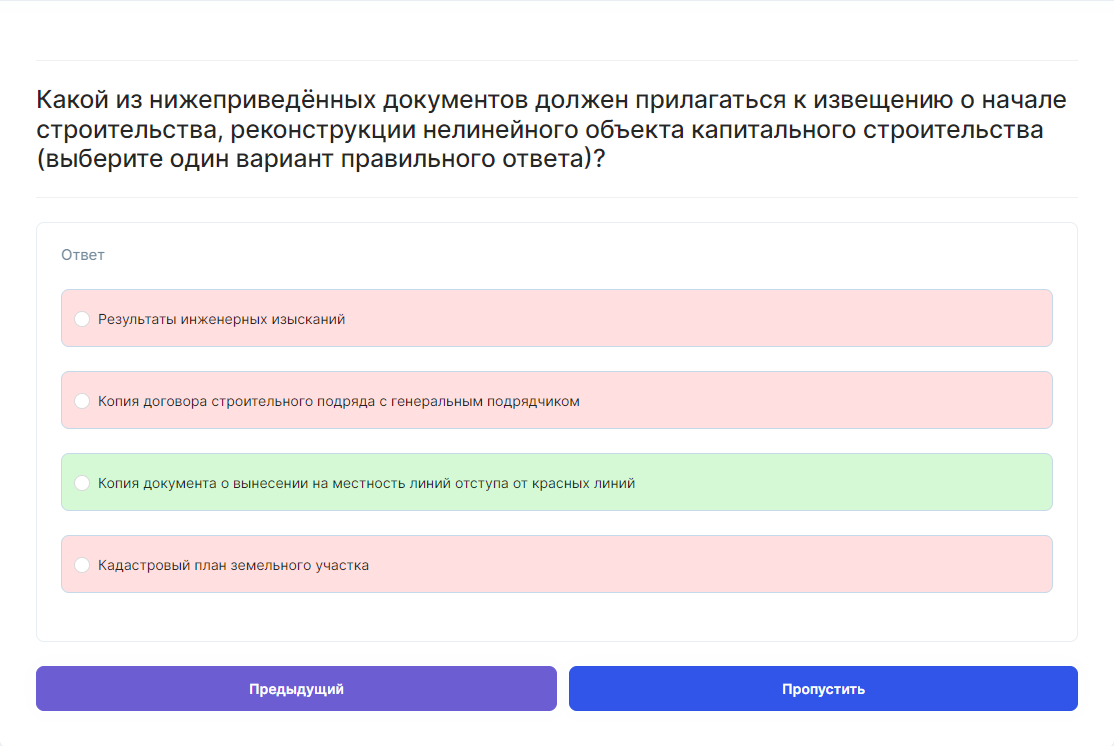 Какой из нижеприведённых документов должен прилагаться к извещению о начале
строительства, реконструкции нелинейного объекта капитального строительства
(выберите один вариант правильного ответа)?
Ответ
Результаты инженерных изысканий
Копия договора строительного подряда с генеральным подрядчиком
Копия документа о вынесении на местность линий отступа от красных линий
Кадастровый план земельного участка
Предыдущий
Пропустить